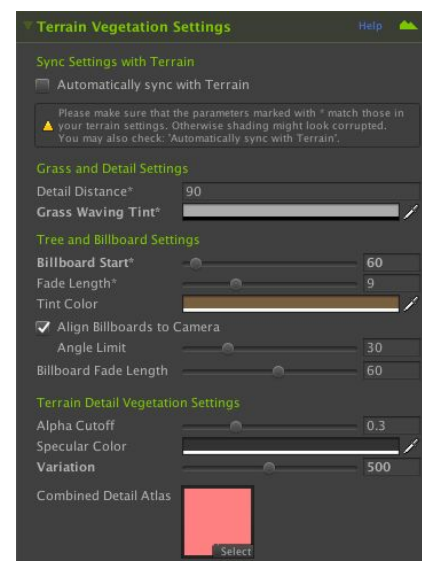 Terrain Vegetation Settings Help
Sync Settings with Terrain
Automatically sync with Terrain
Please make sure that the parameters marked with * match those in
your terrain settings. Otherwise shading might look corrupted.
You may also check: 'Automatically sync with Terrain'.
Grass and Detail Settings
Detail Distance* 90
Grass Waving Tint*
Tree and Billboard Settings
Billboard Start* 60
Fade Length* 9
Tint Color
Align Billboards to Camera
Angle Limit 30
Billboard Fade Length 60
Terrain Detail Vegetation Settings
Alpha Cutoff 0.3
Specular Color
Variation 500
Combined Detail Atlas
Select